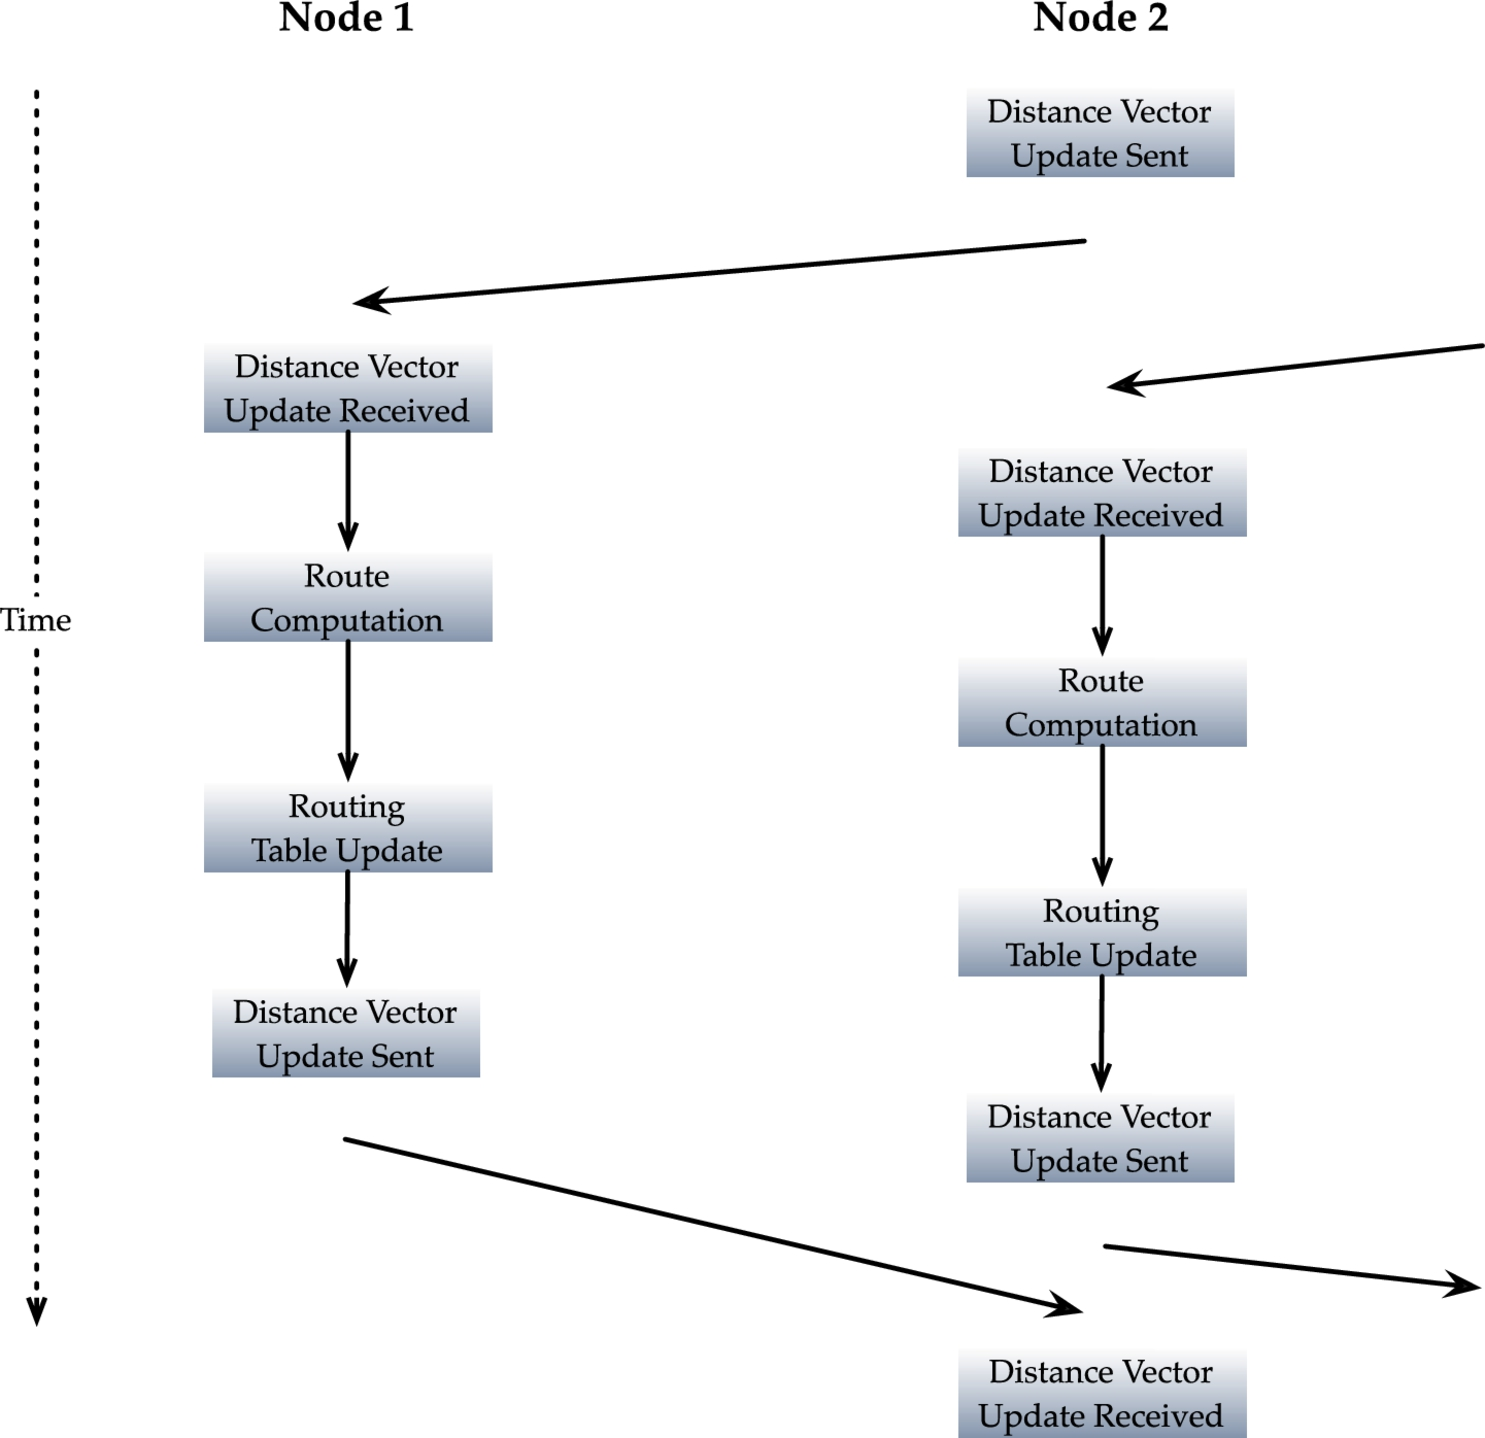 Node 1
Node 2
Distance Vector
Update Sent
Distance Vector
Update Received
Distance Vector
Update Received
Route
Computation
Time
Route
Computation
Routing
Table Update
Routing
Table Update
Distance Vector
Update Sent
Distance Vector
Update Sent
Distance Vector
Update Received